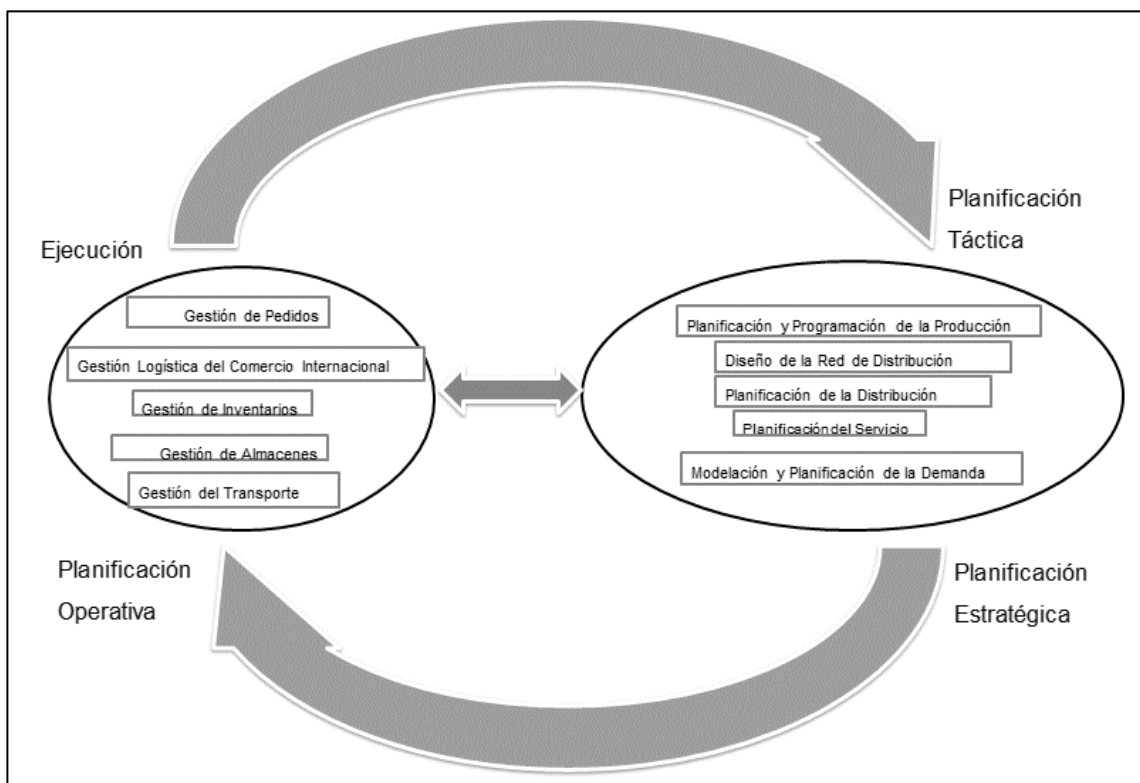 Planificación
Táctica
Ejecución
Gestión de Pedidos
Gestión Logística del Comercio Internacional
Gestión de Inventarios
Gestión de Almacenes
Gestión del Transporte
Planificación y Programación de la Producción
Diseño de la Red de Distribución
Planificación de la Distribución
Planificación del Servicio
Modelación y Planificación de la Demanda
Planificación
Operativa
Planificación
Estratégica